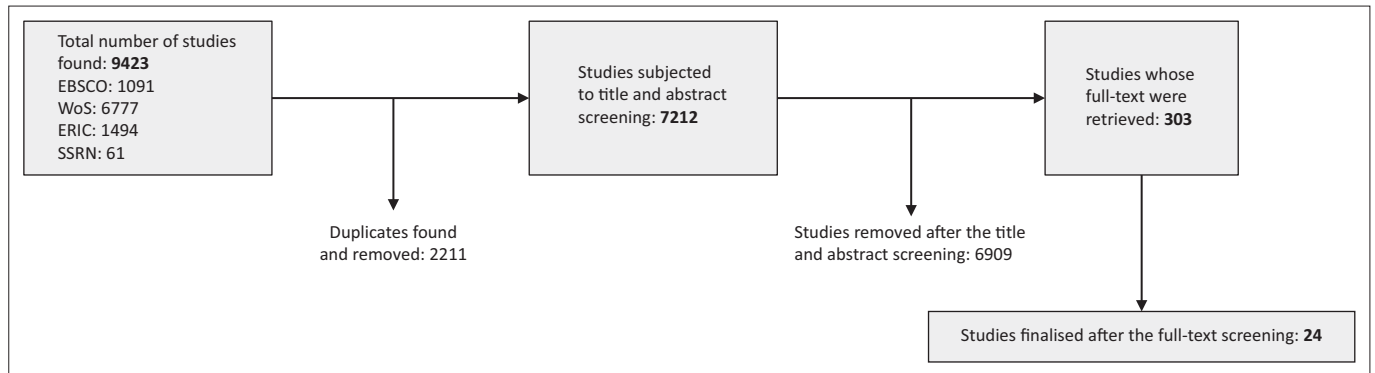 Total number of studies
found: 9423
EBSCO: 1091
WoS: 6777
ERIC: 1494
SSRN: 61
Duplicates found
and removed: 2211
Studies subjected
to title and abstract
screening: 7212
Studies removed after the title
and abstract screening: 6909
Studies whose
full-text were
retrieved: 303
Studies finalised after the full-text screening: 24